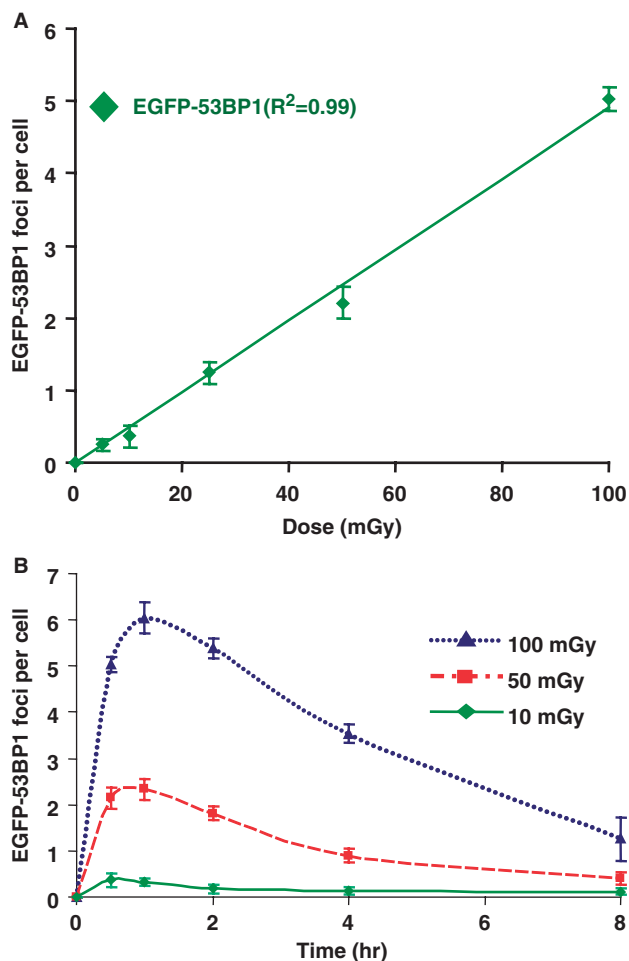 A
EGFP-53BP1 foci per cell
6
5
4
3
2
1
0
EGFP-53BP1(R²=0.99)
0 20 40 60 80 100
Dose (mGy)
B
EGFP-53BP1 foci per cell
7
6
5
4
3
2
1
0
100 mGy
50 mGy
10 mGy
0 2 4 6 8
Time (hr)